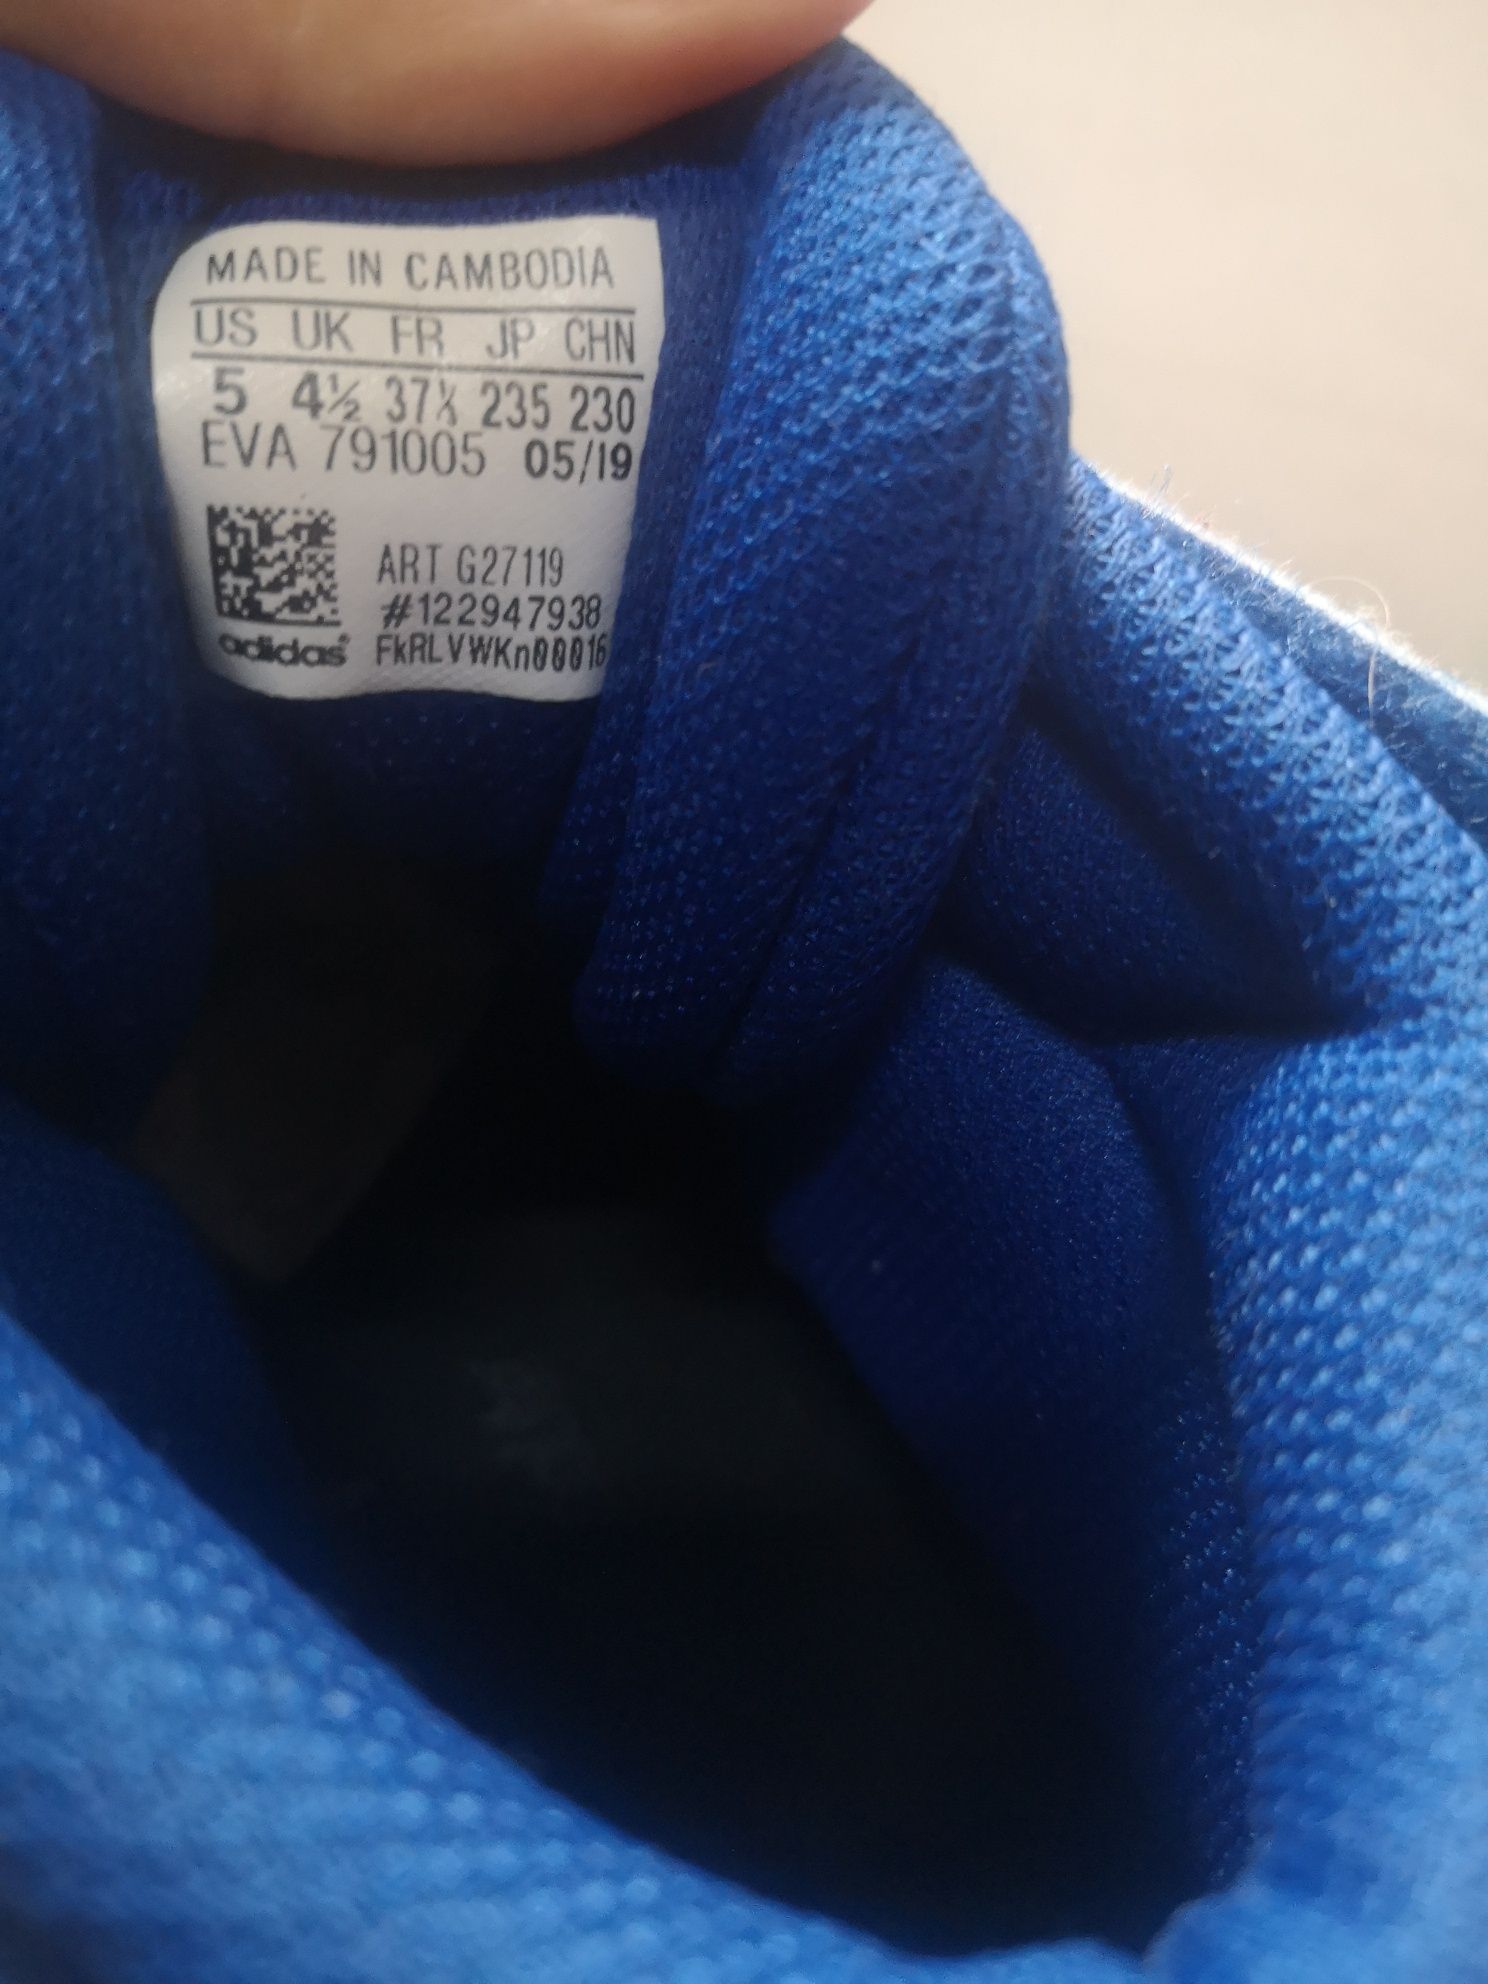 MADE IN CAMBODIA
US UK FR JP CHN
5 4½ 37⅓ 235 230
EVA 791005 05/19
ART G27119
#122947938
adidas® FkRLVWKn00016